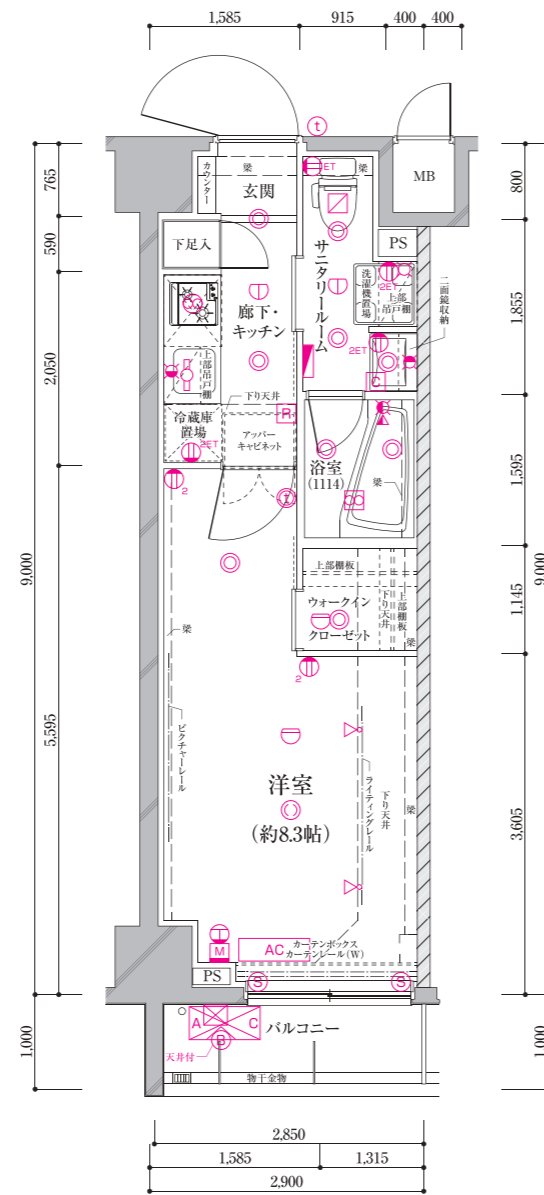 1,585
915
400
400
t
カウンター
梁
玄関
ET
梁
MB
765
800
下足入
PS
590
サニタリールーム
洗濯機置場
上部吊戸棚
2ET
二面鏡収納
廊下・
キッチン
1,855
2,050
上部吊戸棚
2ET
C
下り天井
R
冷蔵庫
置場
2ET
アッパー
キャビネット
浴室
(1114)
梁
1,595
2
I
9,000
9,000
上部棚板
ウォークイン
クローゼット
下り天井
上部棚板
梁
1,145
梁
2
ピクチャーレール
5,595
洋室
(約8.3帖)
ライティングレール
下り天井
梁
3,605
M
AC
カーテンボックス
カーテンレール(W)
PS
S
S
A
C
B
バルコニー
天井付
物干金物
1,000
1,000
2,850
1,585
1,315
2,900